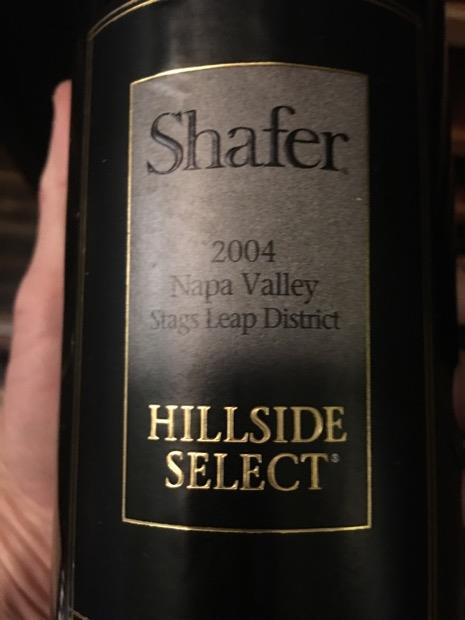 Shafer
2004
Napa Valley
Stags Leap District
HILLSIDE
SELECT®